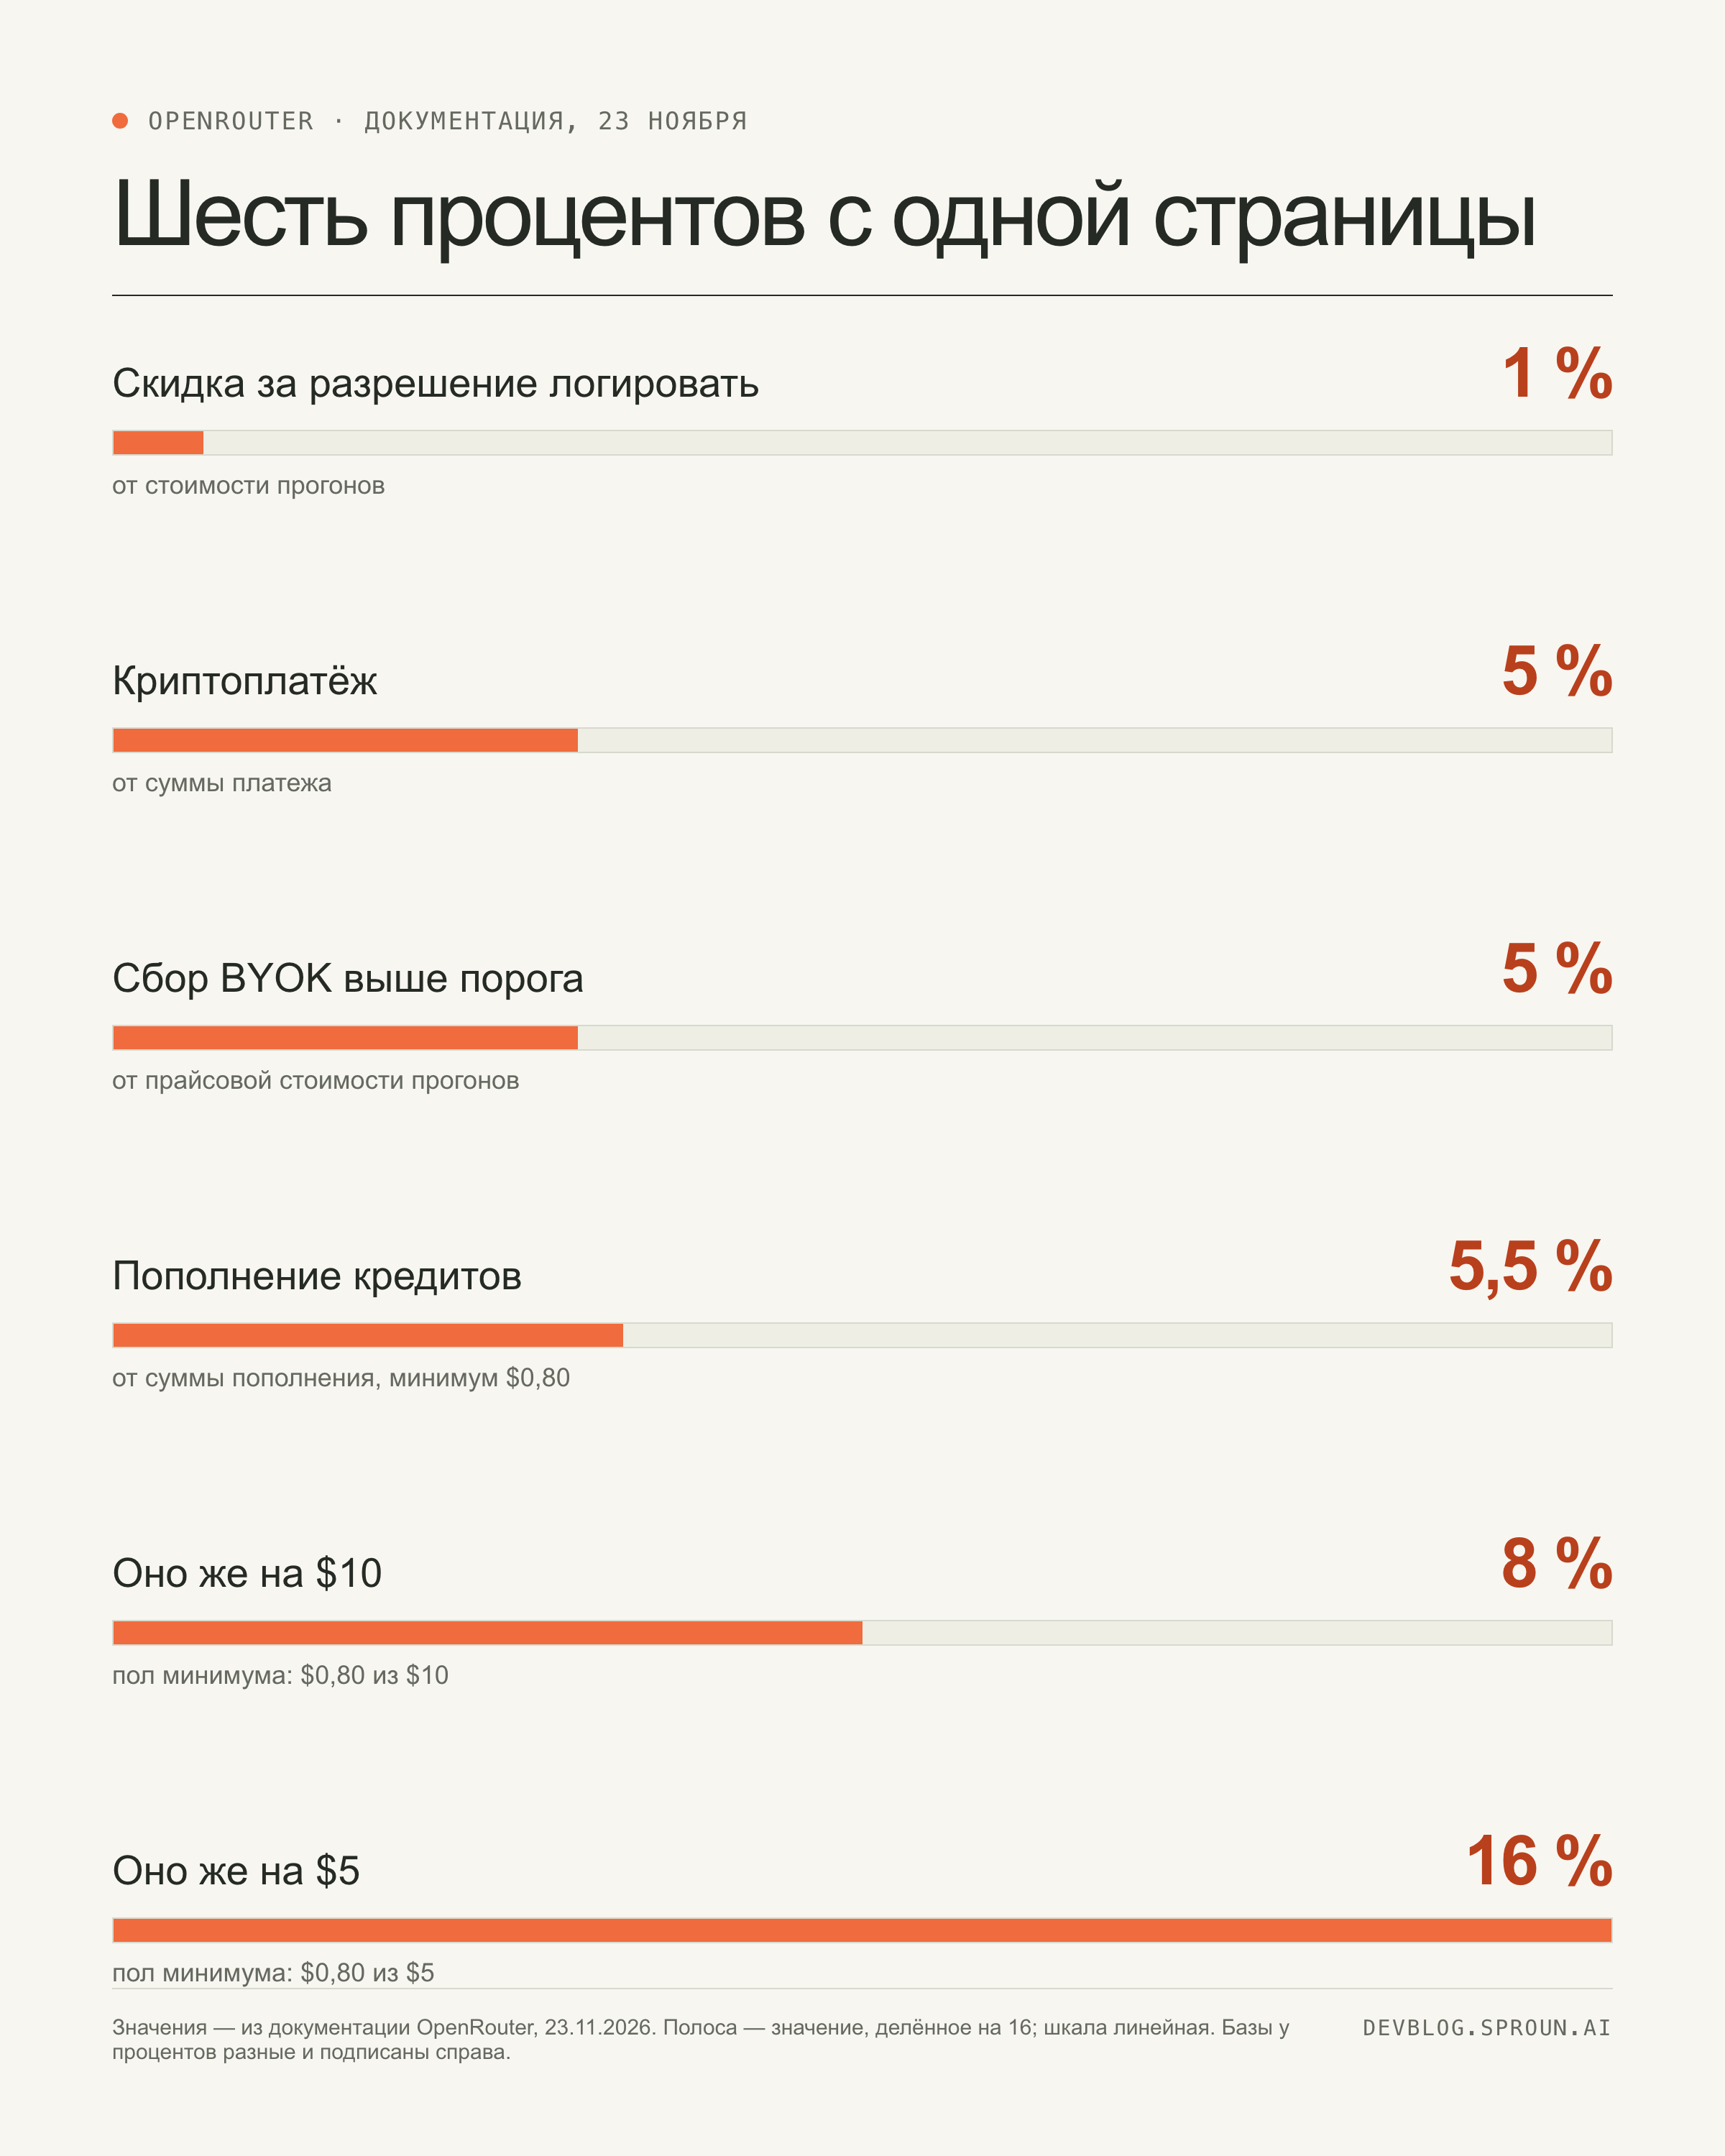 OPENROUTER · ДОКУМЕНТАЦИЯ, 23 НОЯБРЯ
Шесть процентов с одной страницы
Скидка за разрешение логировать
1 %
от стоимости прогонов
Криптоплатёж
5 %
от суммы платежа
Сбор BYOK выше порога
5 %
от прайсовой стоимости прогонов
Пополнение кредитов
5,5 %
от суммы пополнения, минимум $0,80
Оно же на $10
8 %
пол минимума: $0,80 из $10
Оно же на $5
16 %
пол минимума: $0,80 из $5
Значения — из документации OpenRouter, 23.11.2026. Полоса — значение, делённое на 16; шкала линейная. Базы у
процентов разные и подписаны справа.
DEVBLOG.SPROUN.AI